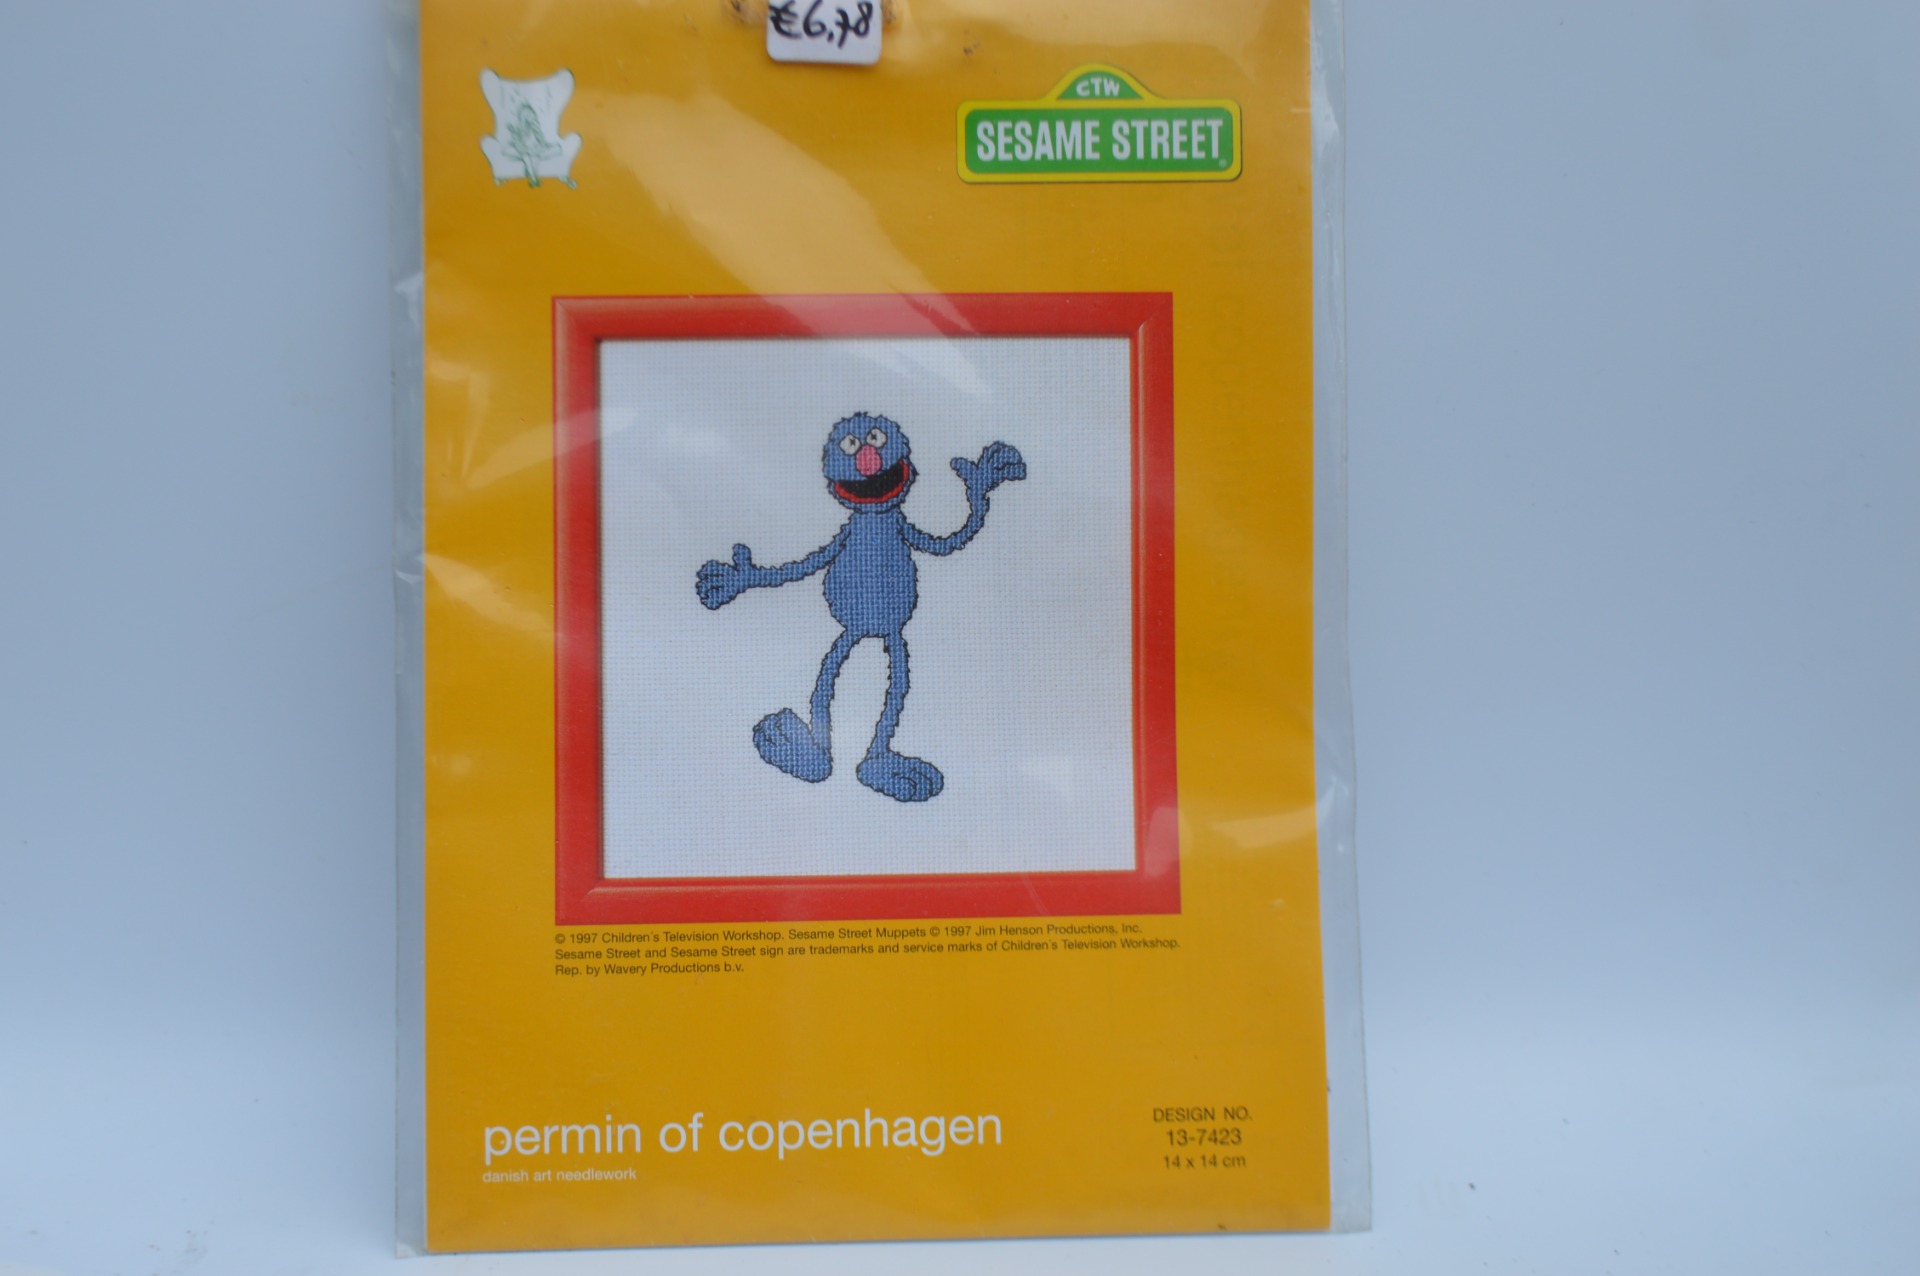 €6,78
CTW
SESAME STREET
© 1997 Children's Television Workshop. Sesame Street Muppets © 1997 Jim Henson Productions, Inc.
Sesame Street and Sesame Street sign are trademarks and service marks of Children's Television Workshop.
Rep. by Wavery Productions b.v.
permin of copenhagen
danish art needlework
DESIGN NO.
13-7423
14 x 14 cm